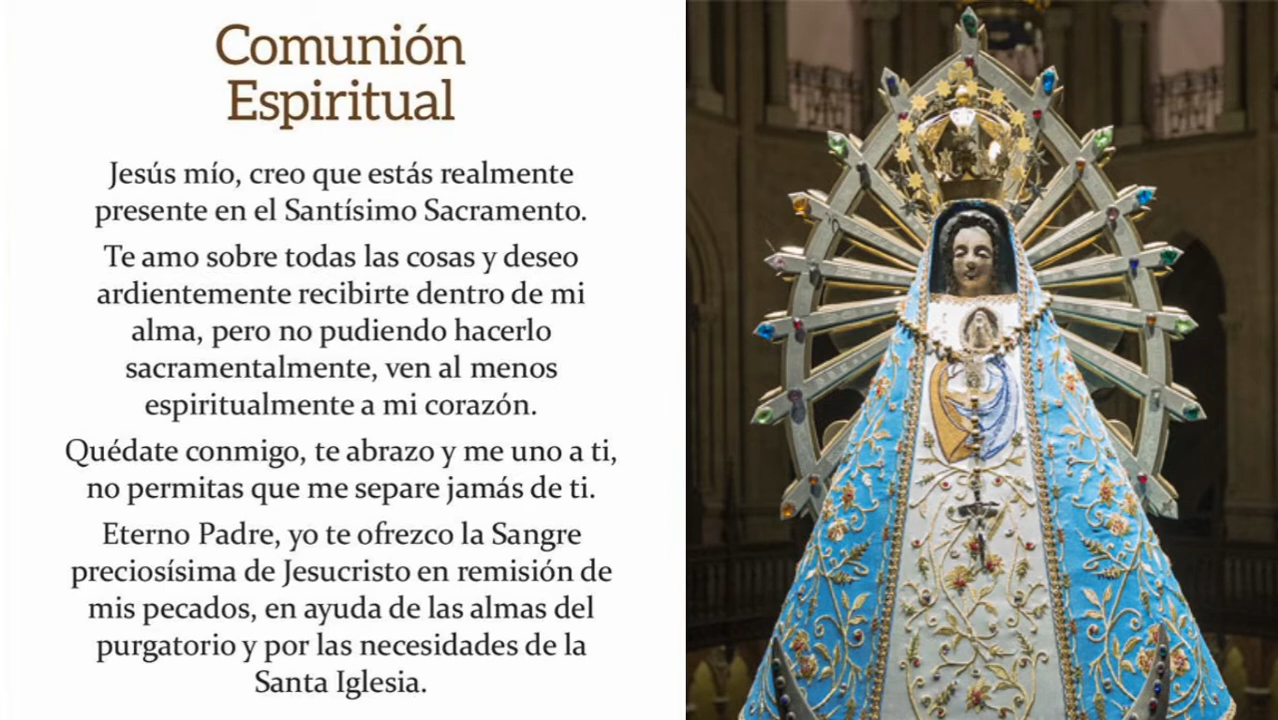 Comunión
Espiritual
Jesús mío, creo que estás realmente
presente en el Santísimo Sacramento.
Te amo sobre todas las cosas y deseo
ardientemente recibirte dentro de mi
alma, pero no pudiendo hacerlo
sacramentalmente, ven al menos
espiritualmente a mi corazón.
Quédate conmigo, te abrazo y me uno a ti,
no permitas que me separe jamás de ti.
Eterno Padre, yo te ofrezco la Sangre
preciosísima de Jesucristo en remisión de
mis pecados, en ayuda de las almas del
purgatorio y por las necesidades de la
Santa Iglesia.